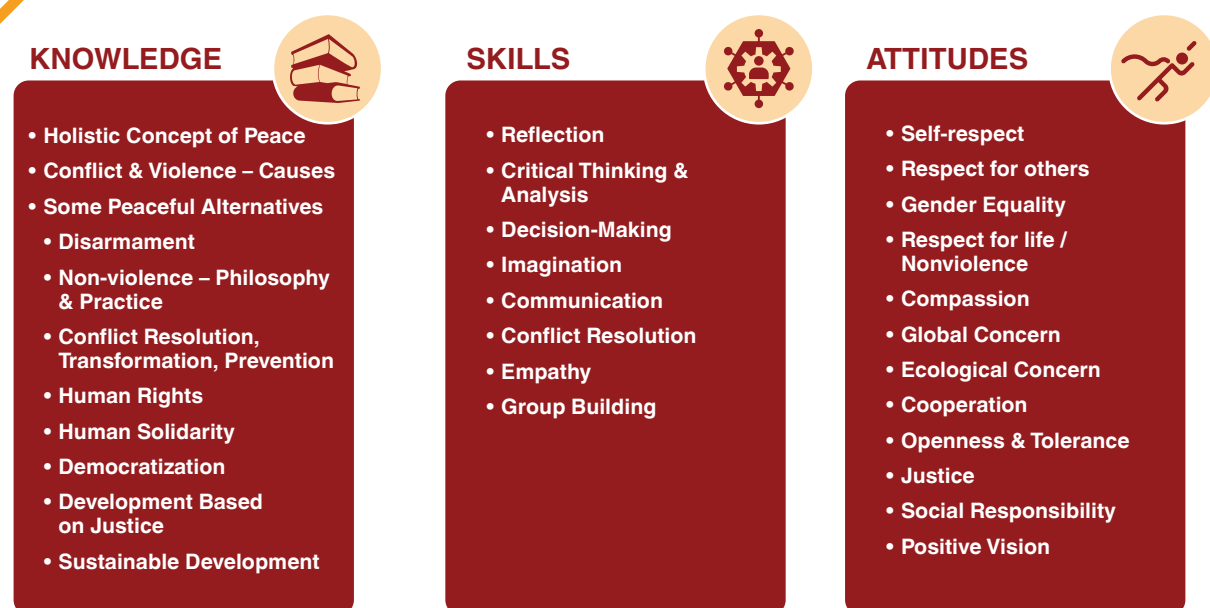 KNOWLEDGE
• Holistic Concept of Peace
• Conflict & Violence – Causes
• Some Peaceful Alternatives
• Disarmament
• Non-violence – Philosophy
& Practice
• Conflict Resolution,
Transformation, Prevention
• Human Rights
• Human Solidarity
• Democratization
• Development Based
on Justice
• Sustainable Development
SKILLS
• Reflection
• Critical Thinking &
Analysis
• Decision-Making
• Imagination
• Communication
• Conflict Resolution
• Empathy
• Group Building
ATTITUDES
• Self-respect
• Respect for others
• Gender Equality
• Respect for life /
Nonviolence
• Compassion
• Global Concern
• Ecological Concern
• Cooperation
• Openness & Tolerance
• Justice
• Social Responsibility
• Positive Vision